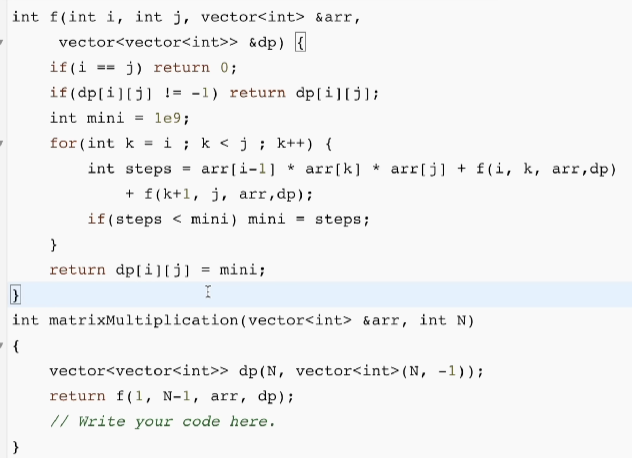 int f(int i, int j, vector<int> &arr,
vector<vector<int>> &dp) {
if(i == j) return 0;
if(dp[i][j] != -1) return dp[i][j];
int mini = 1e9;
for(int k = i ; k < j ; k++) {
int steps = arr[i-1] * arr[k] * arr[j] + f(i, k, arr,dp)
+ f(k+1, j, arr,dp);
if(steps < mini) mini = steps;
}
return dp[i][j] = mini;
}
int matrixMultiplication(vector<int> &arr, int N)
{
vector<vector<int>> dp(N, vector<int>(N, -1));
return f(1, N-1, arr, dp);
// Write your code here.
}